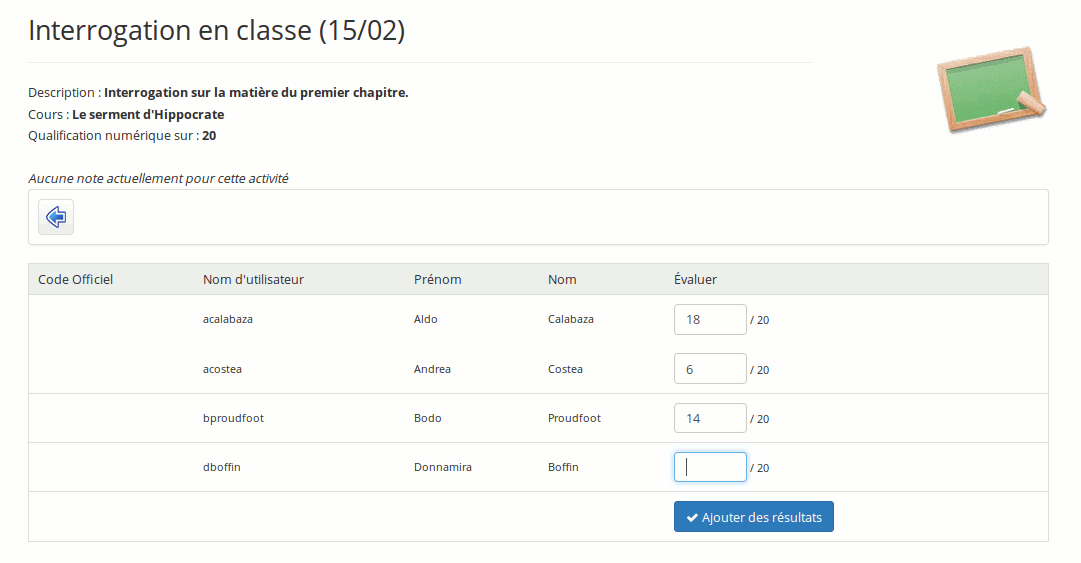 Interrogation en classe (15/02)
Description : Interrogation sur la matière du premier chapitre.
Cours : Le serment d'Hippocrate
Qualification numérique sur : 20
Aucune note actuellement pour cette activité
Code Officiel Nom d'utilisateur Prénom Nom Évaluer
acalabaza Aldo Calabaza 18 / 20
acostea Andrea Costea 6 / 20
bproudfoot Bodo Proudfoot 14 / 20
dboffin Donnamira Boffin / 20
Ajouter des résultats